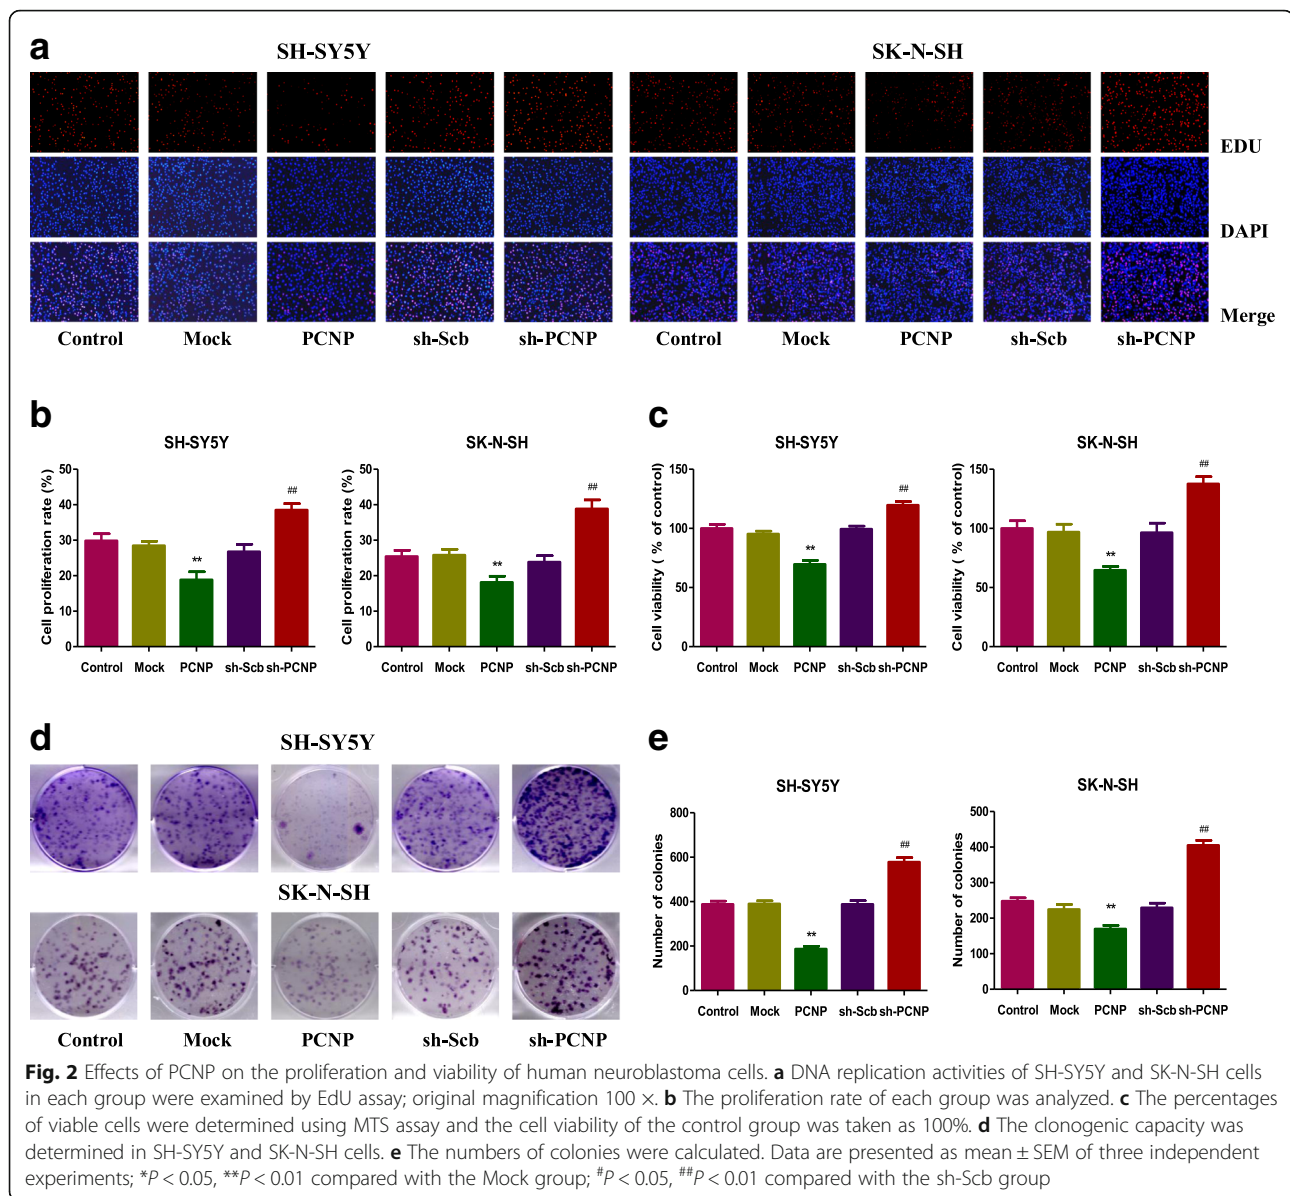 a
SH-SY5Y
SK-N-SH
EDU
DAPI
Merge
Control Mock PCNP sh-Scb sh-PCNP Control Mock PCNP sh-Scb sh-PCNP
b
SH-SY5Y
Cell proliferation rate (%)
50
40
30
20
10
0
**
##
Control Mock PCNP sh-Scb sh-PCNP
SK-N-SH
Cell proliferation rate (%)
50
40
30
20
10
0
**
##
Control Mock PCNP sh-Scb sh-PCNP
c
SH-SY5Y
Cell viability ( % of control)
150
100
50
0
**
##
Control Mock PCNP sh-Scb sh-PCNP
SK-N-SH
Cell viability ( % of control)
150
100
50
0
**
##
Control Mock PCNP sh-Scb sh-PCNP
d
SH-SY5Y
SK-N-SH
Control Mock PCNP sh-Scb sh-PCNP
e
SH-SY5Y
Number of colonies
800
600
400
200
0
**
##
Control Mock PCNP sh-Scb sh-PCNP
SK-N-SH
Number of colonies
500
400
300
200
100
0
**
##
Control Mock PCNP sh-Scb sh-PCNP
Fig. 2 Effects of PCNP on the proliferation and viability of human neuroblastoma cells. a DNA replication activities of SH-SY5Y and SK-N-SH cells
in each group were examined by EdU assay; original magnification 100 ×. b The proliferation rate of each group was analyzed. c The percentages
of viable cells were determined using MTS assay and the cell viability of the control group was taken as 100%. d The clonogenic capacity was
determined in SH-SY5Y and SK-N-SH cells. e The numbers of colonies were calculated. Data are presented as mean ± SEM of three independent
experiments; *P < 0.05, **P < 0.01 compared with the Mock group; #P < 0.05, ##P < 0.01 compared with the sh-Scb group